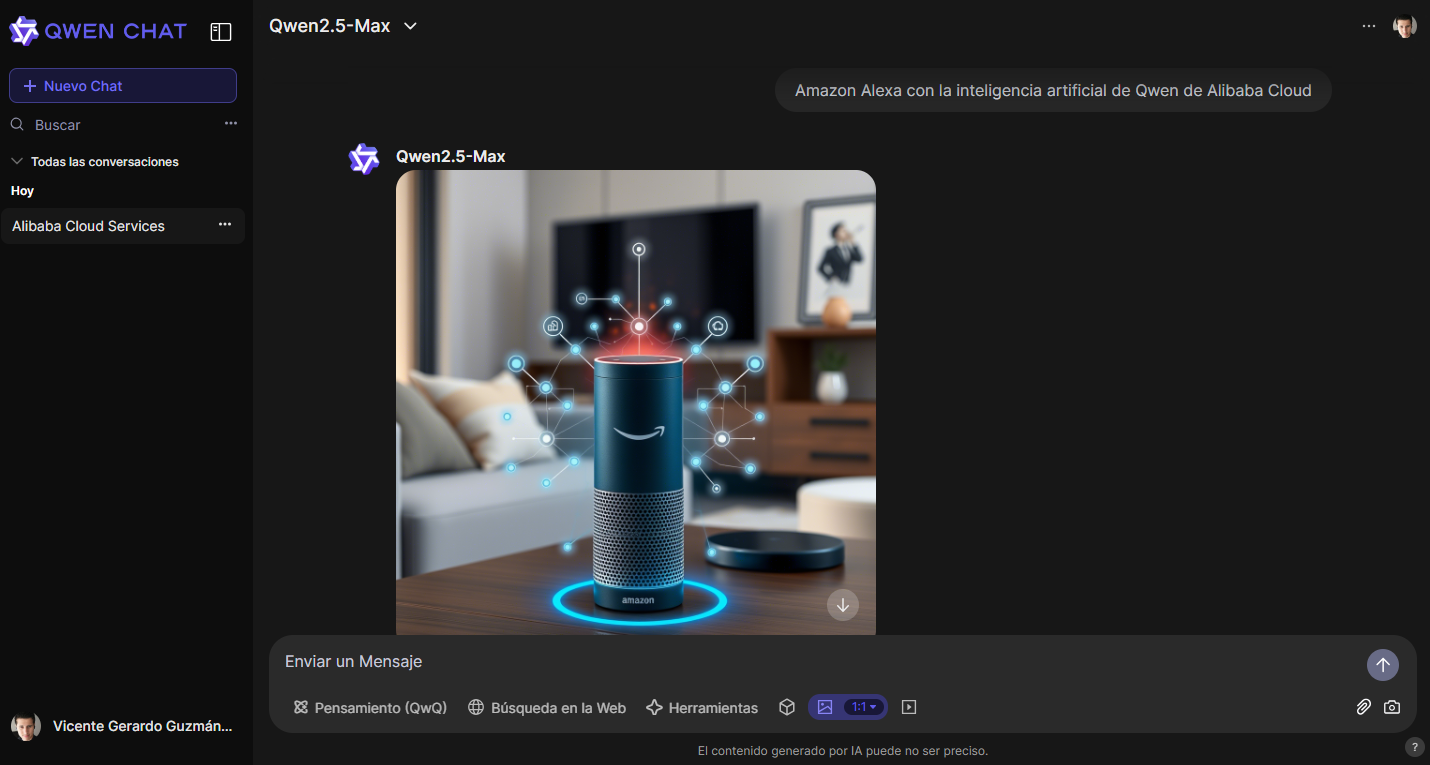 QWEN CHAT
Nuevo Chat
Buscar
Todas las conversaciones
Hoy
Alibaba Cloud Services
Vicente Gerardo Guzmán...
Qwen2.5-Max
Amazon Alexa con la inteligencia artificial de Qwen de Alibaba Cloud
Qwen2.5-Max
amazon
Enviar un Mensaje
Pensamiento (QwQ) Búsqueda en la Web Herramientas 1:1
El contenido generado por IA puede no ser preciso.
?